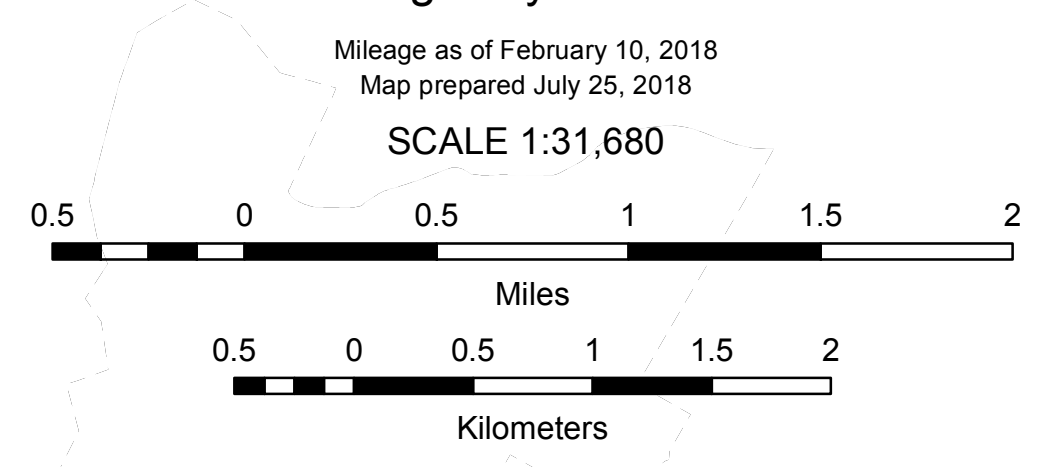 Mileage as of February 10, 2018
Map prepared July 25, 2018
SCALE 1:31,680
0.5 0 0.5 1 1.5 2
Miles
0.5 0 0.5 1 1.5 2
Kilometers